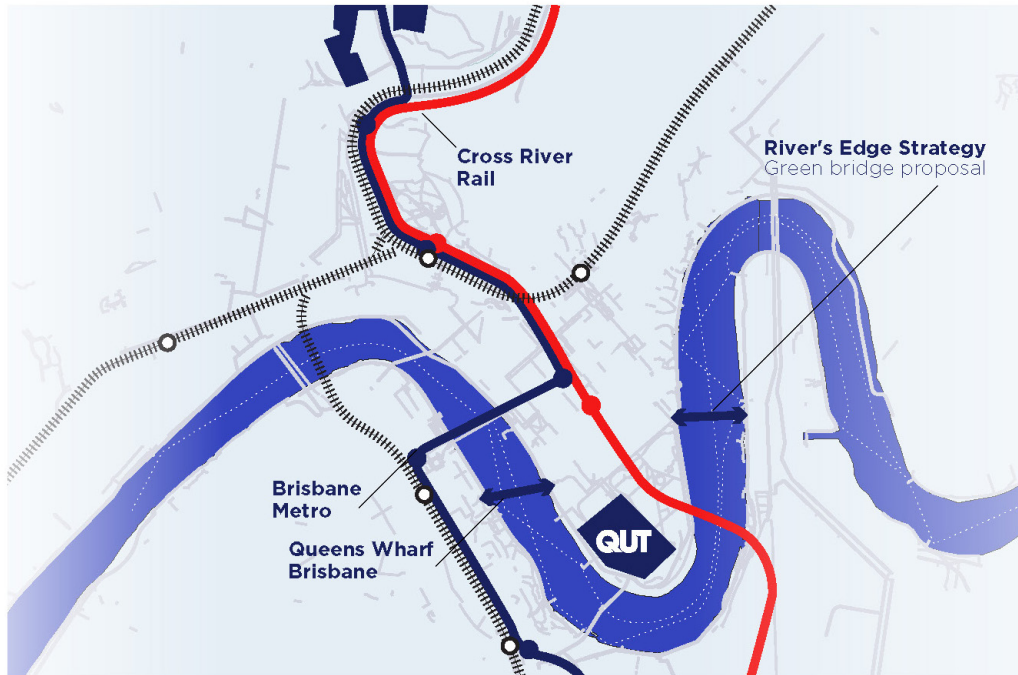 Cross River
Rail
River's Edge Strategy
Green bridge proposal
Brisbane
Metro
Queens Wharf
Brisbane
QUT